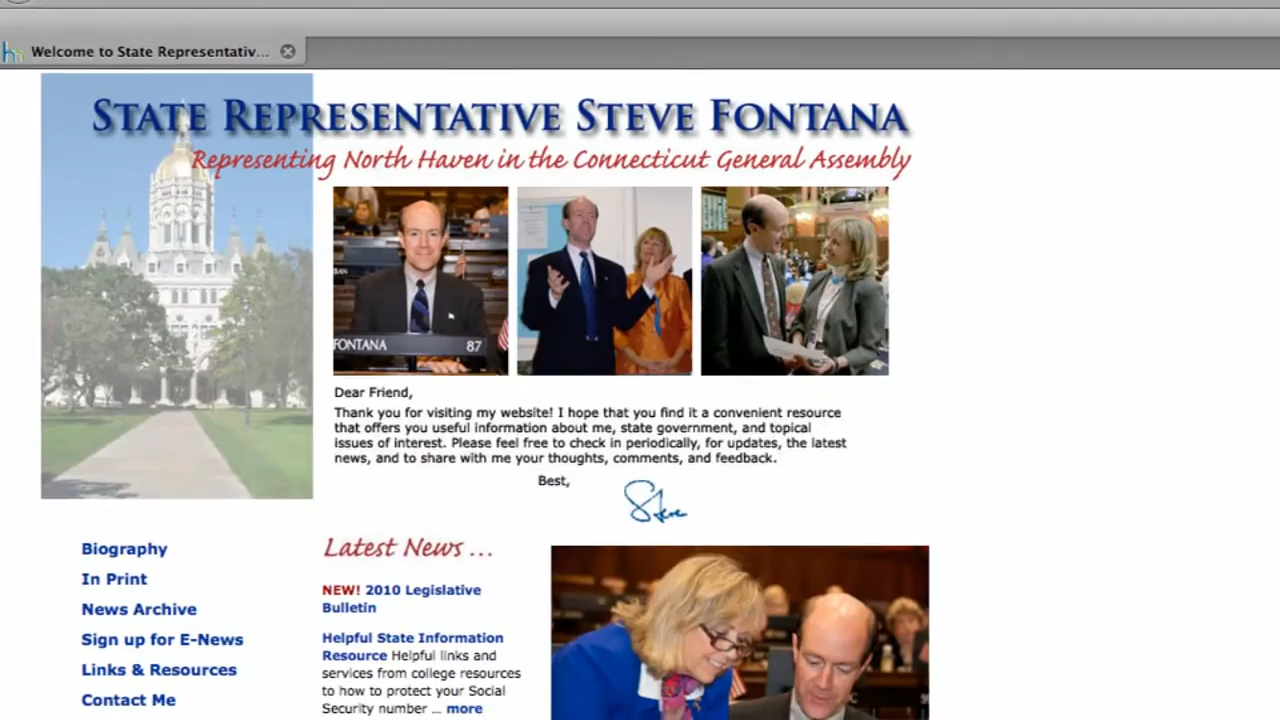 Welcome to State Representativ...
State Representative Steve Fontana
Representing North Haven in the Connecticut General Assembly
FONTANA 87
Dear Friend,
Thank you for visiting my website! I hope that you find it a convenient resource
that offers you useful information about me, state government, and topical
issues of interest. Please feel free to check in periodically, for updates, the latest
news, and to share with me your thoughts, comments, and feedback.
Best,
Steve
Biography
In Print
News Archive
Sign up for E-News
Links & Resources
Contact Me
Latest News ...
NEW! 2010 Legislative
Bulletin
Helpful State Information
Resource Helpful links and
services from college resources
to how to protect your Social
Security number ... more